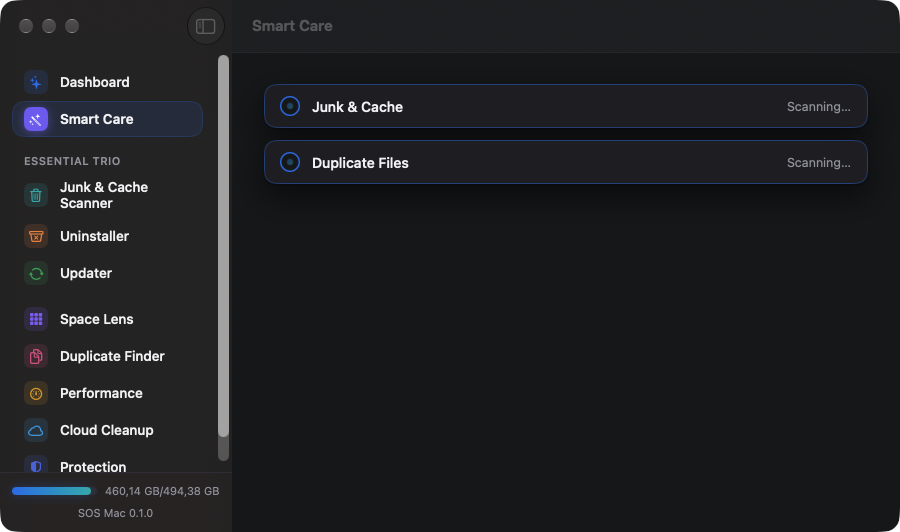 Smart Care
Dashboard
Smart Care
ESSENTIAL TRIO
Junk & Cache
Scanner
Uninstaller
Updater
Space Lens
Duplicate Finder
Performance
Cloud Cleanup
Protection
460,14 GB/494,38 GB
SOS Mac 0.1.0
Junk & Cache
Scanning...
Duplicate Files
Scanning...